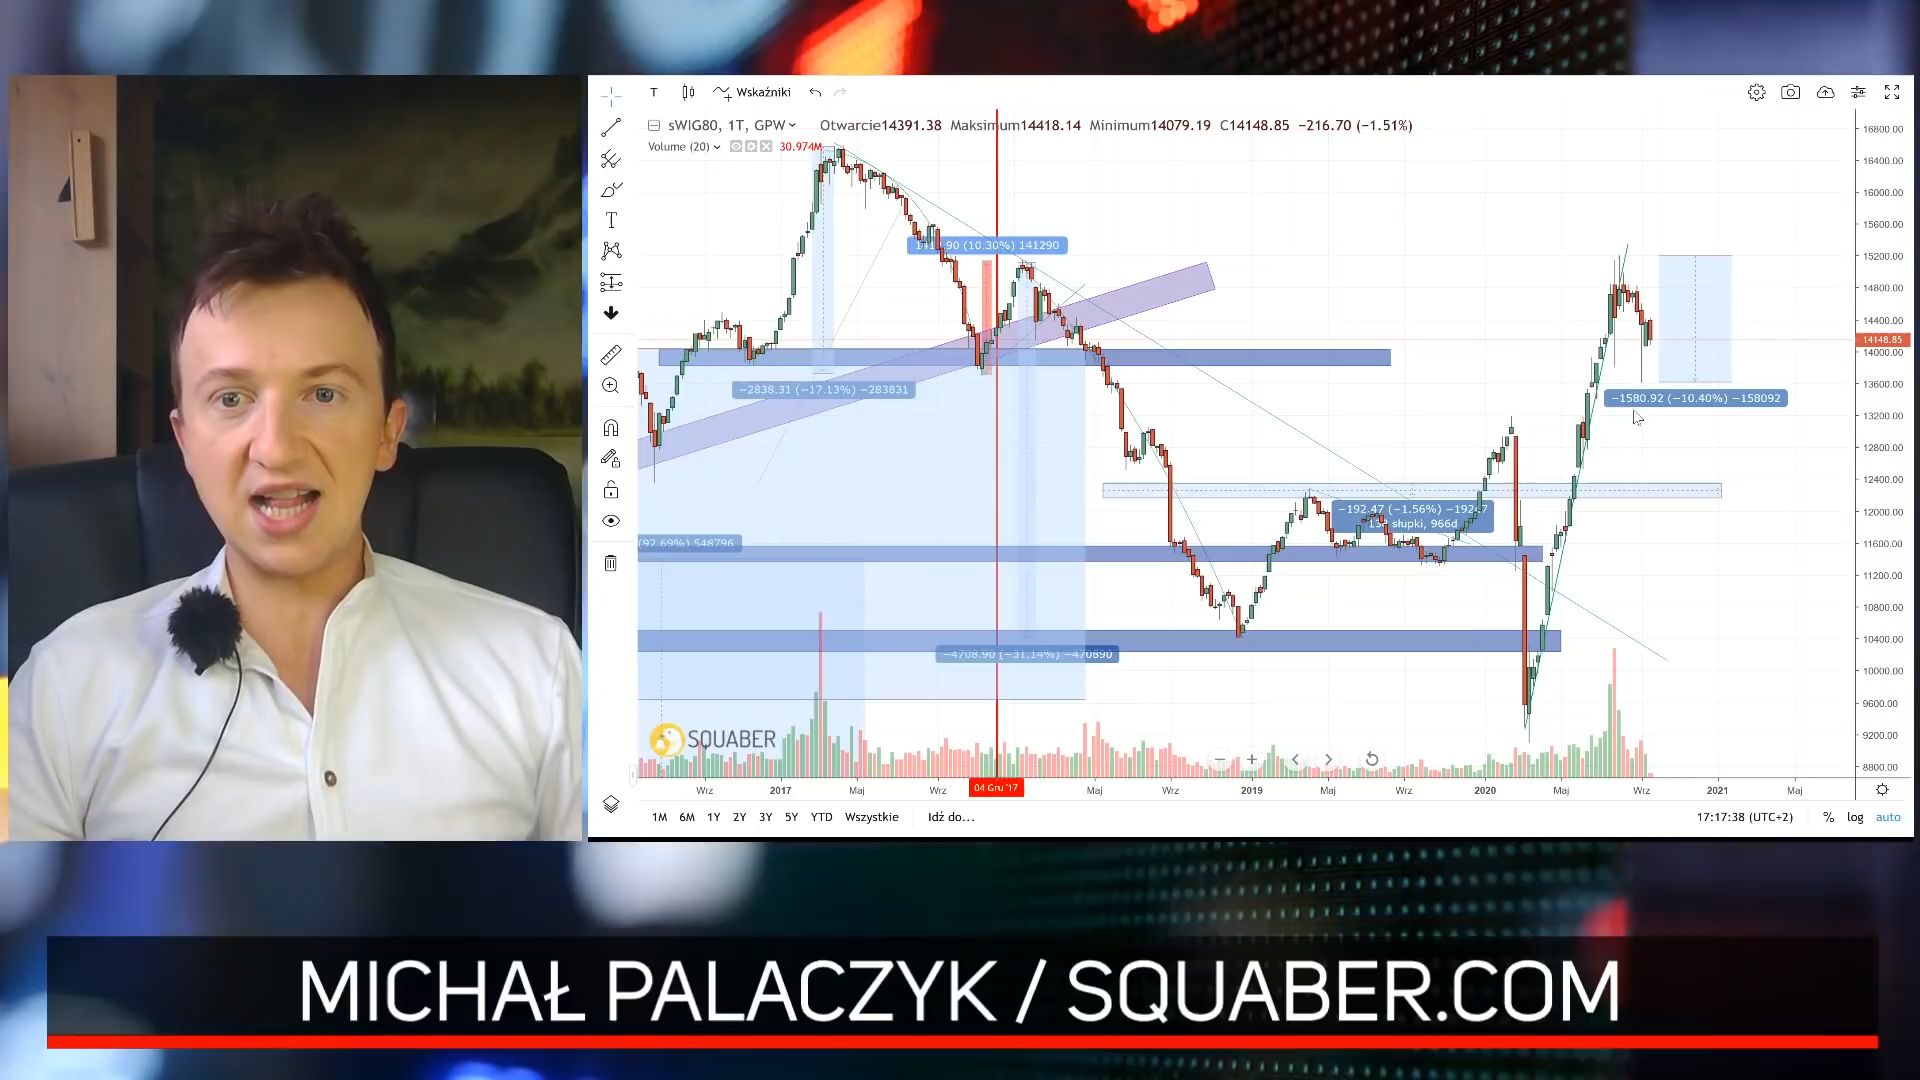 T Wskaźniki
sWIG80, 1T, GPW Otwarcie14391.38 Maksimum14418.14 Minimum14079.19 C14148.85 −216.70 (−1.51%)
Volume (20) 30.974M
16800.00
16400.00
16000.00
15600.00
15200.00
14800.00
14400.00
14148.85
14000.00
13600.00
13200.00
12800.00
12400.00
12000.00
11600.00
11200.00
10800.00
10400.00
10000.00
9600.00
9200.00
8800.00
(10.30%) 141290
−2838.31 (−17.13%) −283831
−1580.92 (−10.40%) −158092
−192.47 (−1.56%)
słupki, 966d
(92.69%) 548796
−4708.90 (−31.14%) −470890
SQUABER
Wrz 2017 Maj Wrz 04 Gru '17 Maj Wrz 2019 Maj Wrz 2020 Maj Wrz 2021 Maj
1M 6M 1Y 2Y 3Y 5Y YTD Wszystkie Idź do... 17:17:38 (UTC+2) % log auto
MICHAŁ PALACZYK / SQUABER.COM